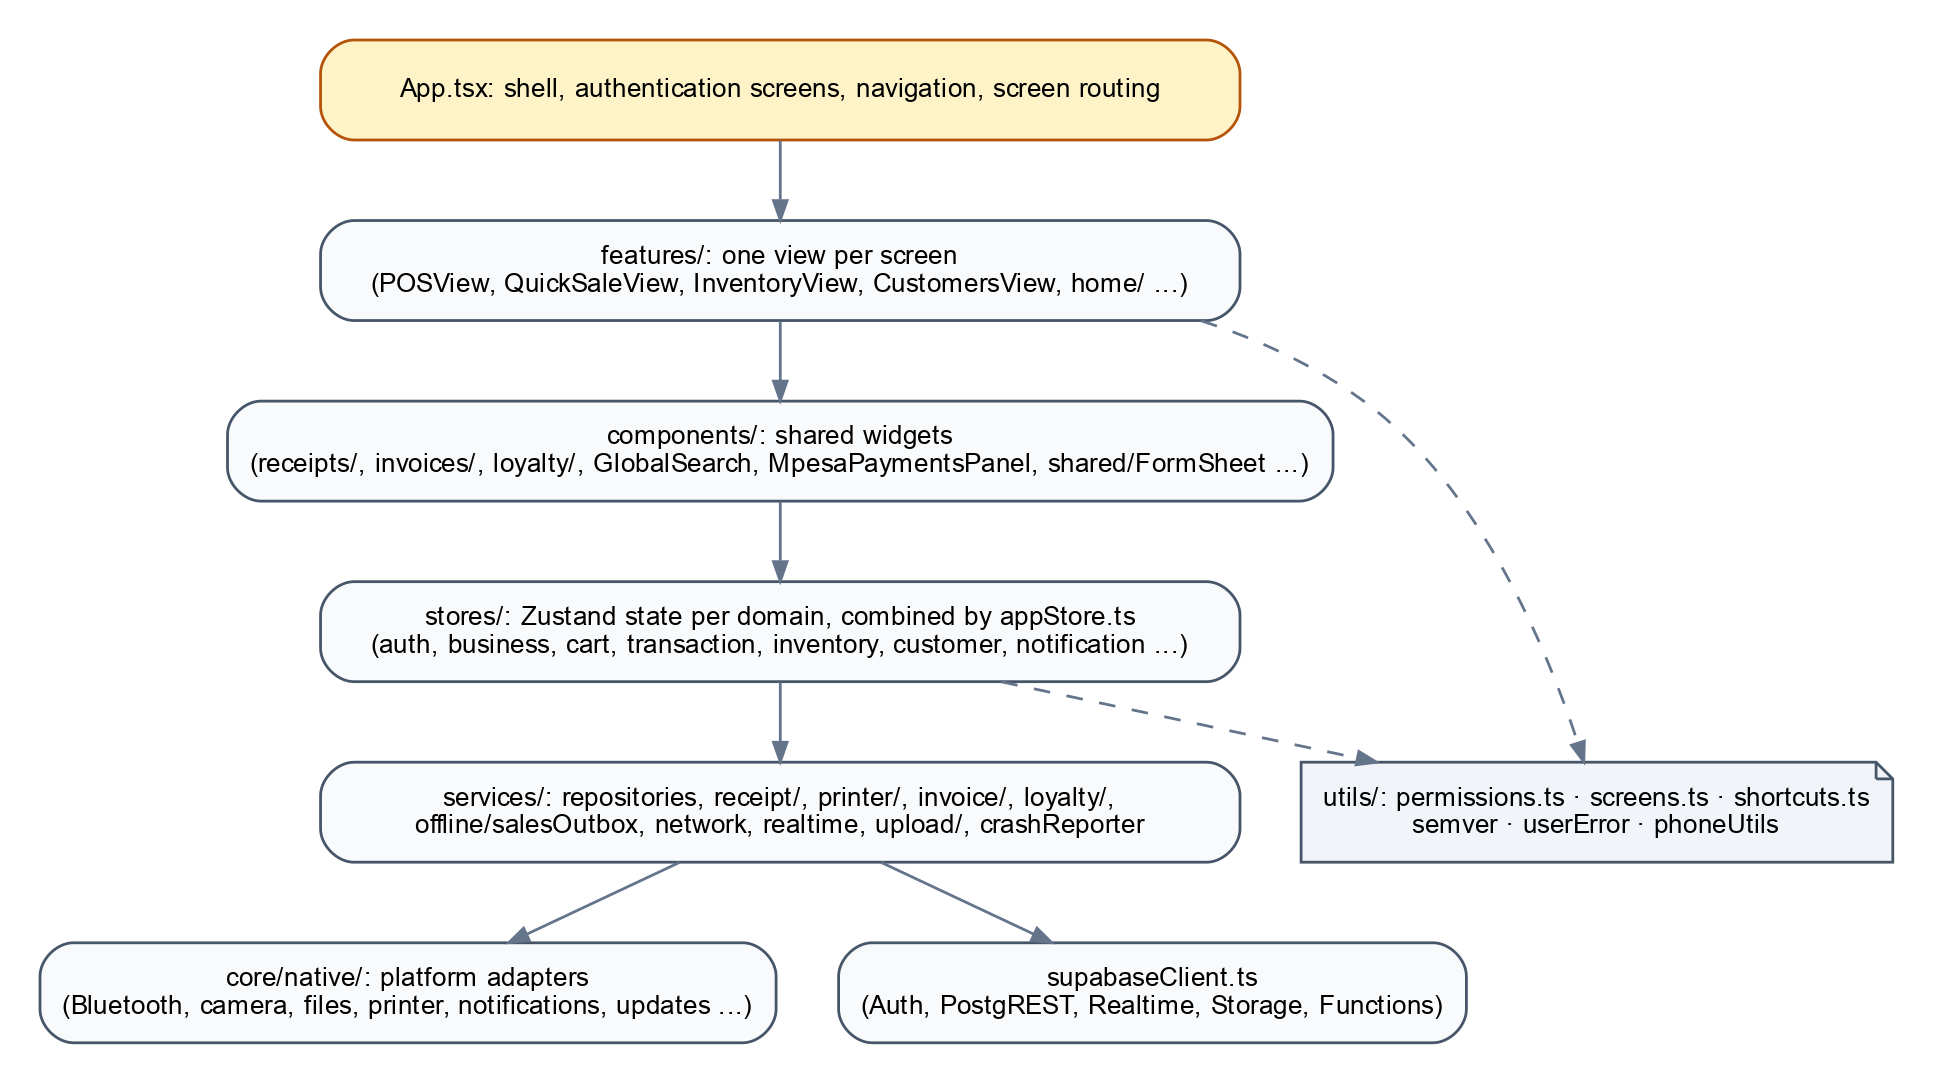 App.tsx: shell, authentication screens, navigation, screen routing
features/: one view per screen
(POSView, QuickSaleView, InventoryView, CustomersView, home/ ...)
components/: shared widgets
(receipts/, invoices/, loyalty/, GlobalSearch, MpesaPaymentsPanel, shared/FormSheet ...)
stores/: Zustand state per domain, combined by appStore.ts
(auth, business, cart, transaction, inventory, customer, notification ...)
services/: repositories, receipt/, printer/, invoice/, loyalty/,
offline/salesOutbox, network, realtime, upload/, crashReporter
utils/: permissions.ts · screens.ts · shortcuts.ts
semver · userError · phoneUtils
core/native/: platform adapters
(Bluetooth, camera, files, printer, notifications, updates ...)
supabaseClient.ts
(Auth, PostgREST, Realtime, Storage, Functions)